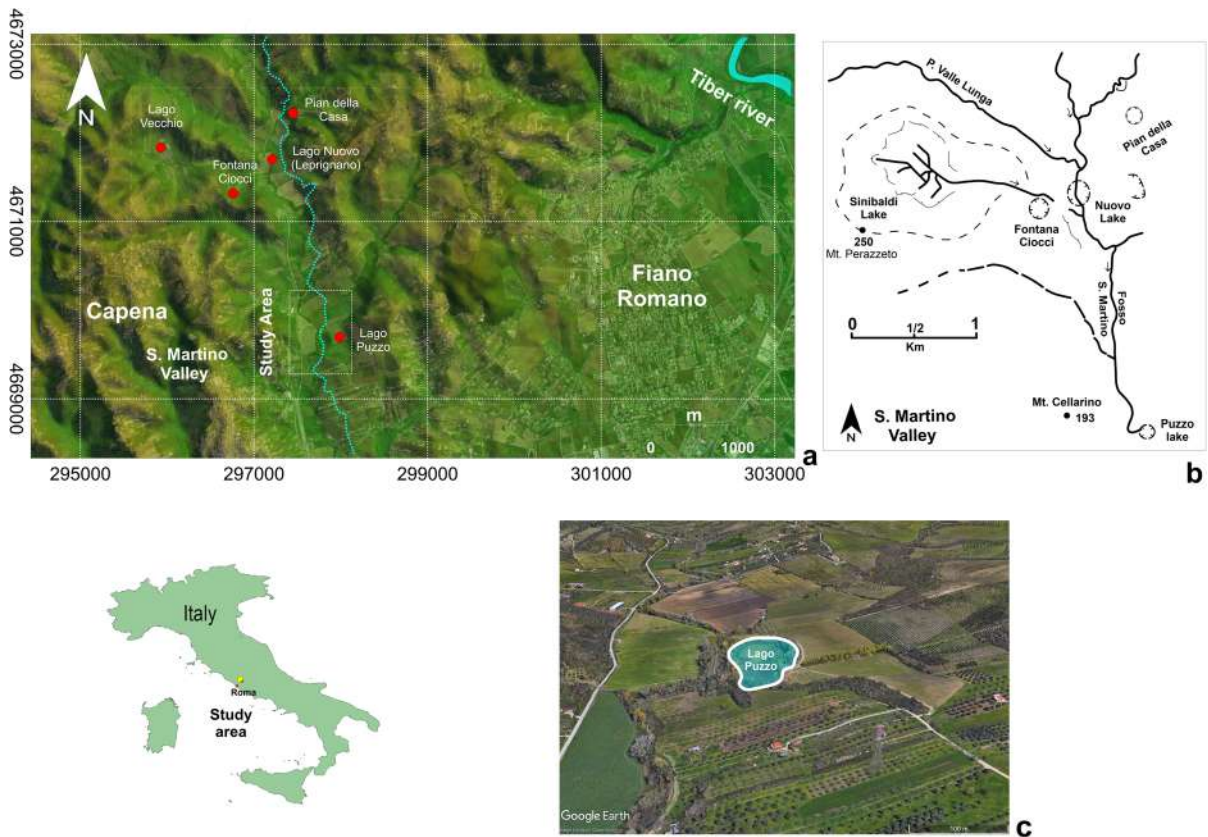 4673000
4671000
4669000
N
Lago
Vecchio
Fontana
Ciocci
Pian della
Casa
Lago Nuovo
(Leprignano)
Tiber river
Capena
S. Martino
Valley
Study Area
Lago
Puzzo
Fiano
Romano
m
0 1000
295000 297000 299000 301000 303000
a
P. Valle Lunga
Pian della
Casa
Sinibaldi
Lake
250
Mt. Perazzeto
Fontana
Ciocci
Nuovo
Lake
Fosso
S. Martino
0 1/2 1
Km
Mt. Cellarino
193
Puzzo
lake
N
S. Martino
Valley
b
Italy
Roma
Study
area
Lago
Puzzo
Google Earth
100 m
c